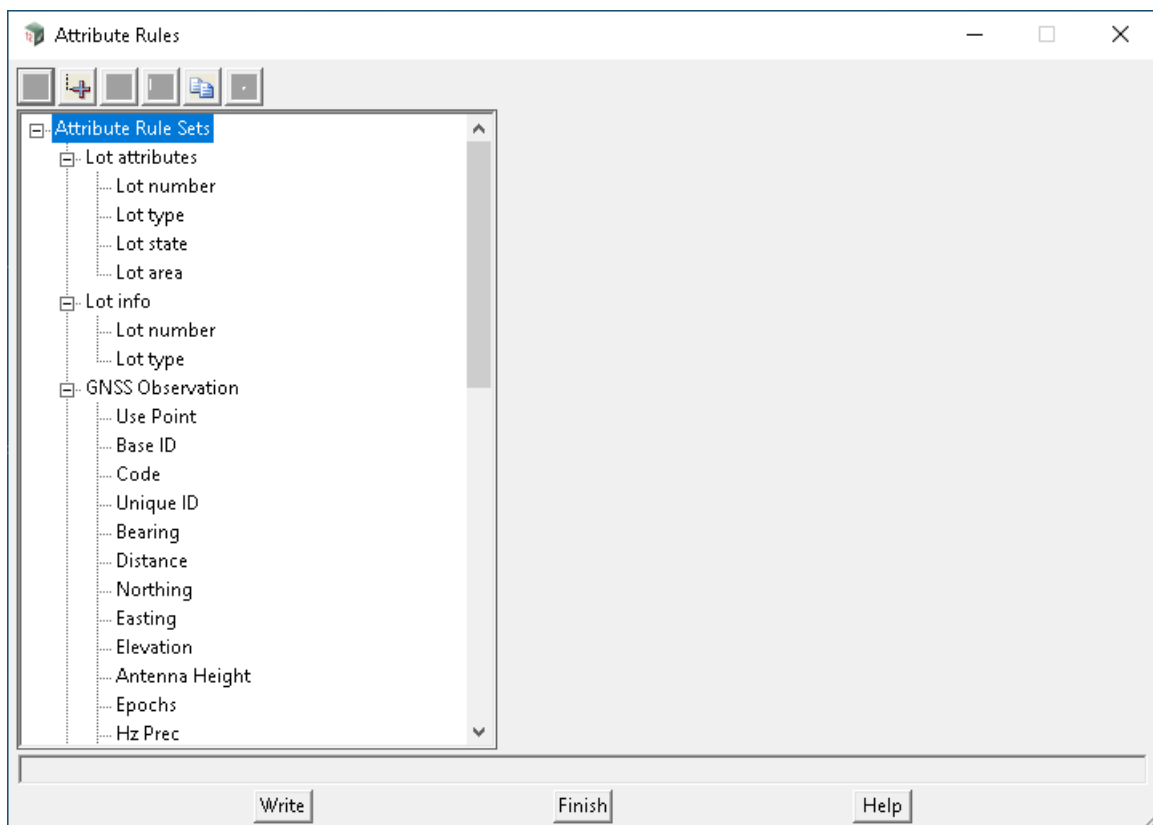 Attribute Rules
Attribute Rule Sets
Lot attributes
Lot number
Lot type
Lot state
Lot area
Lot info
Lot number
Lot type
GNSS Observation
Use Point
Base ID
Code
Unique ID
Bearing
Distance
Northing
Easting
Elevation
Antenna Height
Epochs
Hz Prec
Write Finish Help